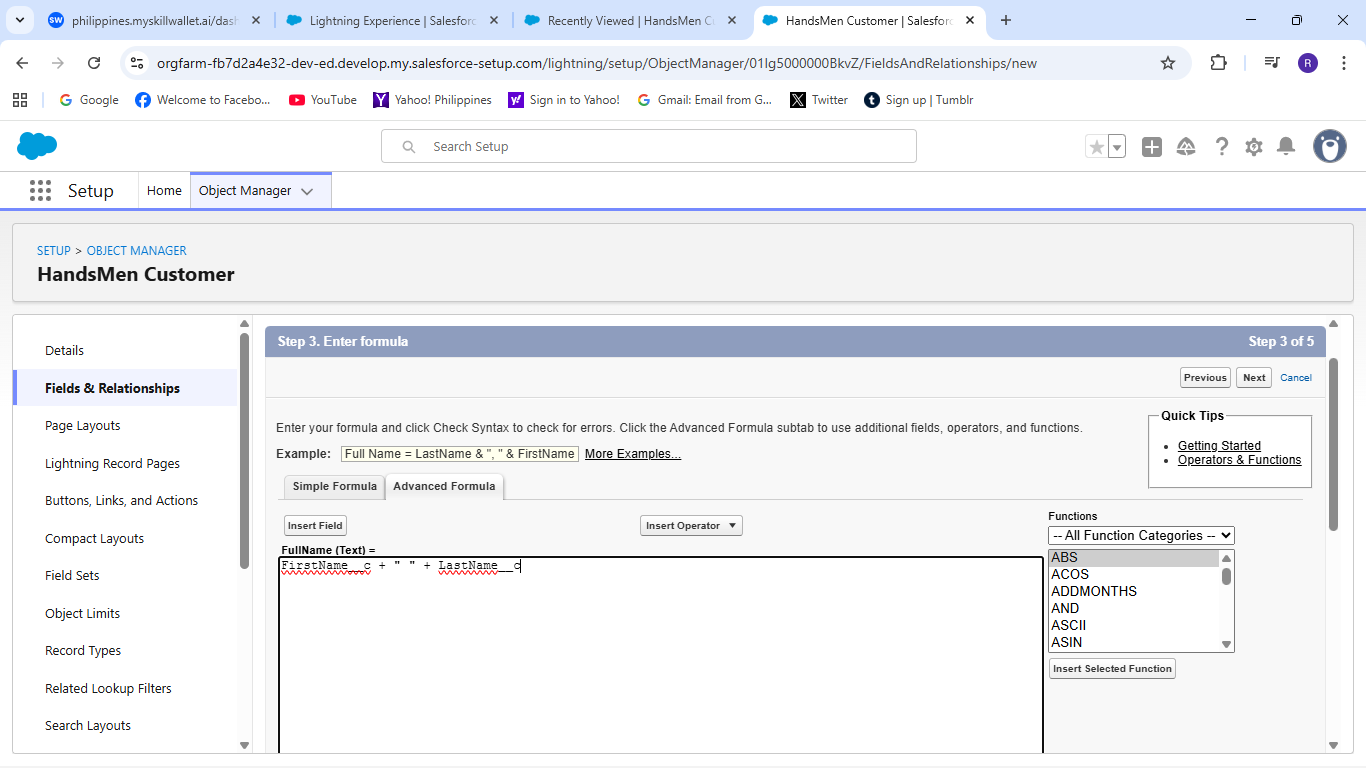 philippines.myskillwallet.ai/dash
Lightning Experience | Salesforc
Recently Viewed | HandsMen C
HandsMen Customer | Salesforc
orgfarm-fb7d2a4e32-dev-ed.develop.my.salesforce-setup.com/lightning/setup/ObjectManager/01Ig5000000BkvZ/FieldsAndRelationships/new
R
Google
Welcome to Facebo...
YouTube
Yahoo! Philippines
Sign in to Yahoo!
Gmail: Email from G...
Twitter
Sign up | Tumblr
Search Setup
Setup
Home
Object Manager
SETUP > OBJECT MANAGER
HandsMen Customer
Details
Fields & Relationships
Page Layouts
Lightning Record Pages
Buttons, Links, and Actions
Compact Layouts
Field Sets
Object Limits
Record Types
Related Lookup Filters
Search Layouts
Step 3. Enter formula
Step 3 of 5
Previous
Next
Cancel
Enter your formula and click Check Syntax to check for errors. Click the Advanced Formula subtab to use additional fields, operators, and functions.
Example: Full Name = LastName & ", " & FirstName More Examples...
Quick Tips
Getting Started
Operators & Functions
Simple Formula
Advanced Formula
Insert Field
Insert Operator
FullName (Text) =
FirstName__c + " " + LastName__c
Functions
-- All Function Categories --
ABS
ACOS
ADDMONTHS
AND
ASCII
ASIN
Insert Selected Function